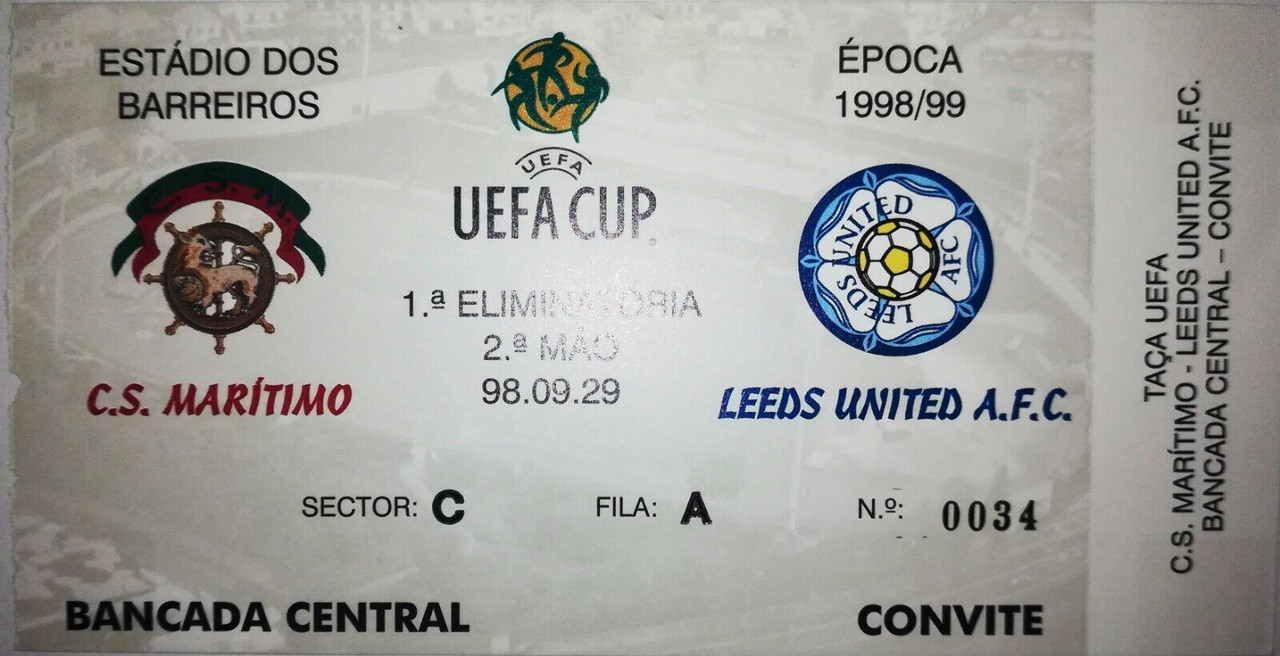 ESTÁDIO DOS
BARREIROS
UEFA
UEFA CUP
ÉPOCA
1998/99
C. S. M.
1.ª ELIMINATÓRIA
2.ª MÃO
98.09.29
LEEDS UNITED AFC
C.S. MARÍTIMO
LEEDS UNITED A.F.C.
SECTOR: C
FILA: A
N.º: 0034
BANCADA CENTRAL
CONVITE
TAÇA UEFA
C.S. MARÍTIMO - LEEDS UNITED A.F.C.
BANCADA CENTRAL – CONVITE